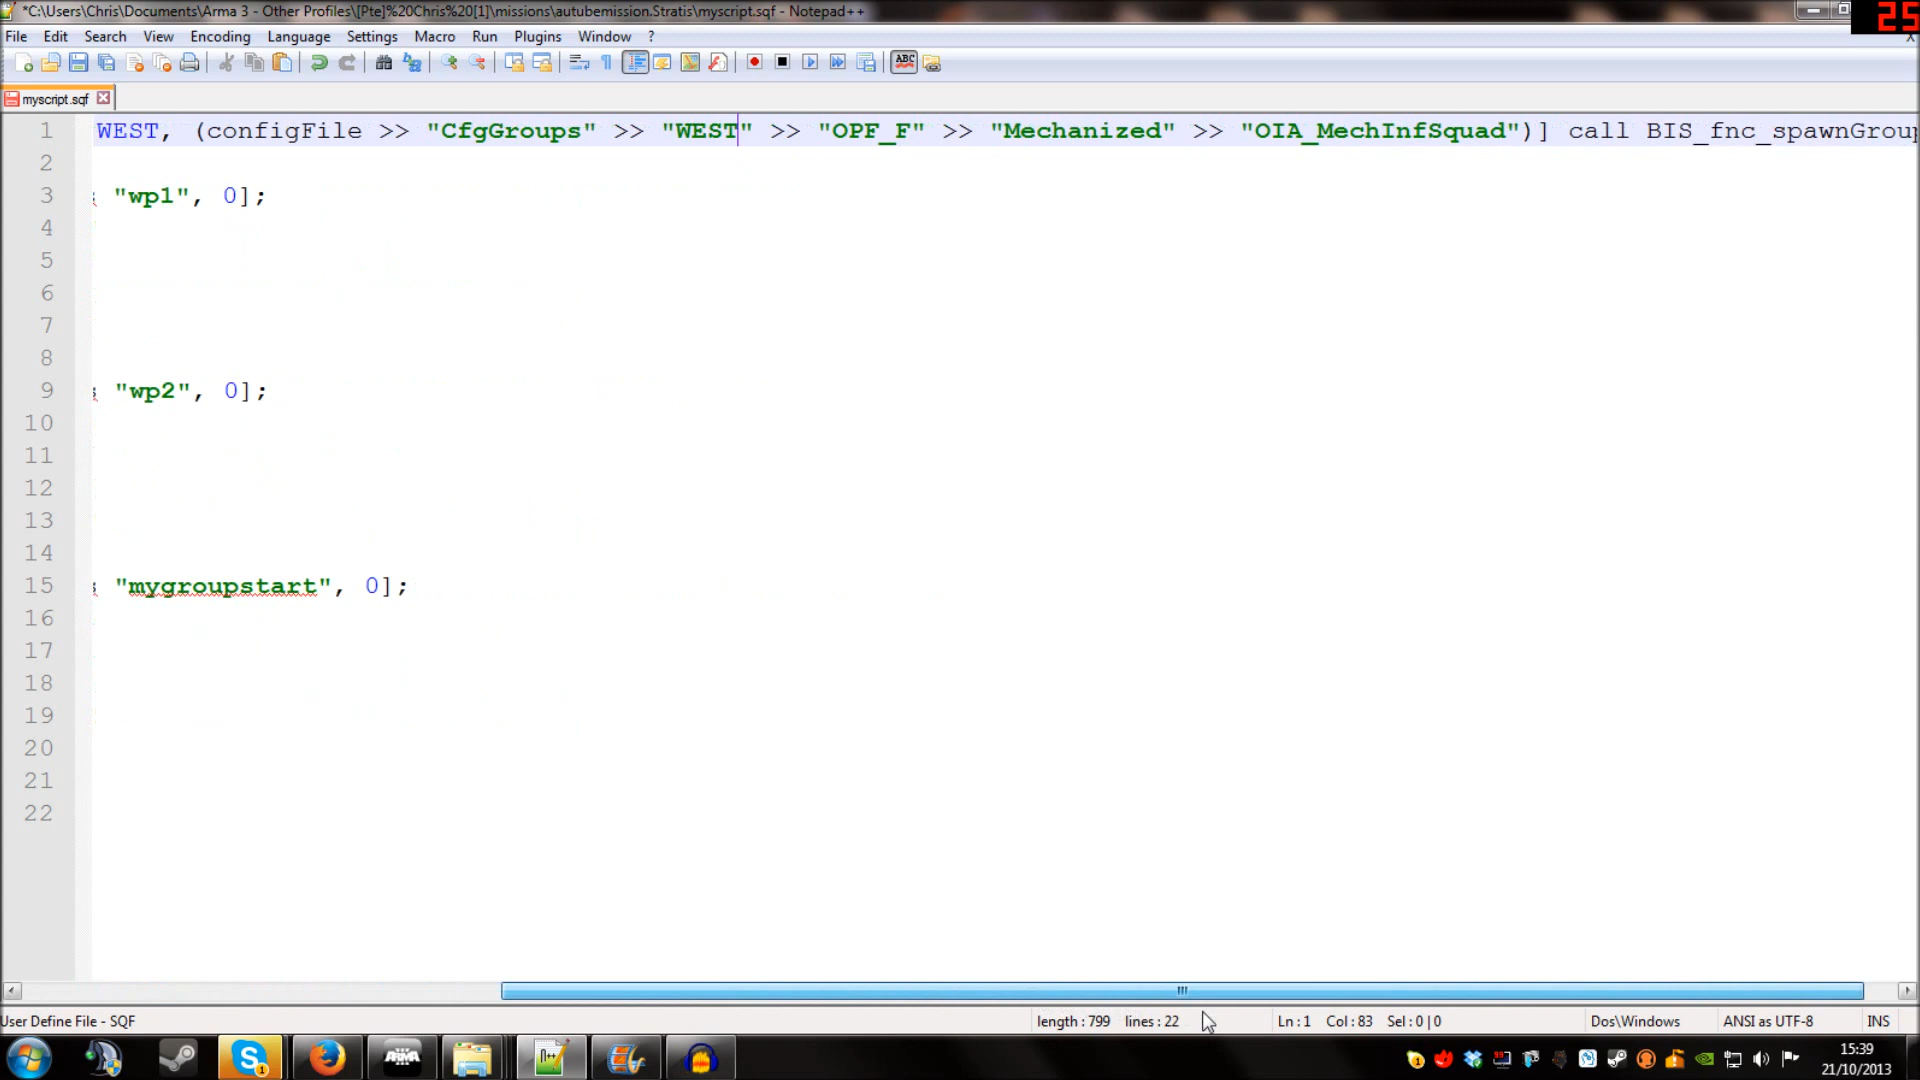 *C:\Users\Chris\Documents\Arma 3 - Other Profiles\[Pte]%20Chris%20[1]\missions\autubemission.Stratis\myscript.sqf - Notepad++
25
File Edit Search View Encoding Language Settings Macro Run Plugins Window ?
X
ABC
myscript.sqf
1 WEST, (configFile >> "CfgGroups" >> "WEST" >> "OPF_F" >> "Mechanized" >> "OIA_MechInfSquad")] call BIS_fnc_spawnGroup
2
3 "wp1", 0];
4
5
6
7
8
9 "wp2", 0];
10
11
12
13
14
15 "mygroupstart", 0];
16
17
18
19
20
21
22
User Define File - SQF length : 799 lines : 22 Ln : 1 Col : 83 Sel : 0 | 0 Dos\Windows ANSI as UTF-8 INS
15:39
21/10/2013